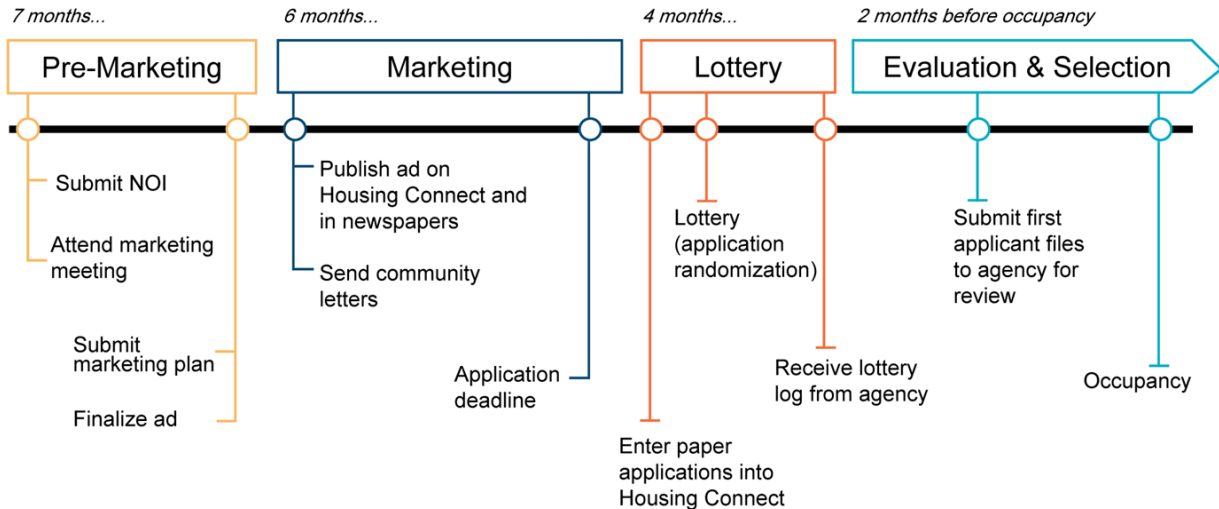 7 months...
6 months...
4 months...
2 months before occupancy
Pre-Marketing
Marketing
Lottery
Evaluation & Selection
Submit NOI
Attend marketing
meeting
Submit
marketing plan
Finalize ad
Publish ad on
Housing Connect and
in newspapers
Send community
letters
Application
deadline
Enter paper
applications into
Housing Connect
Lottery
(application
randomization)
Receive lottery
log from agency
Submit first
applicant files
to agency for
review
Occupancy